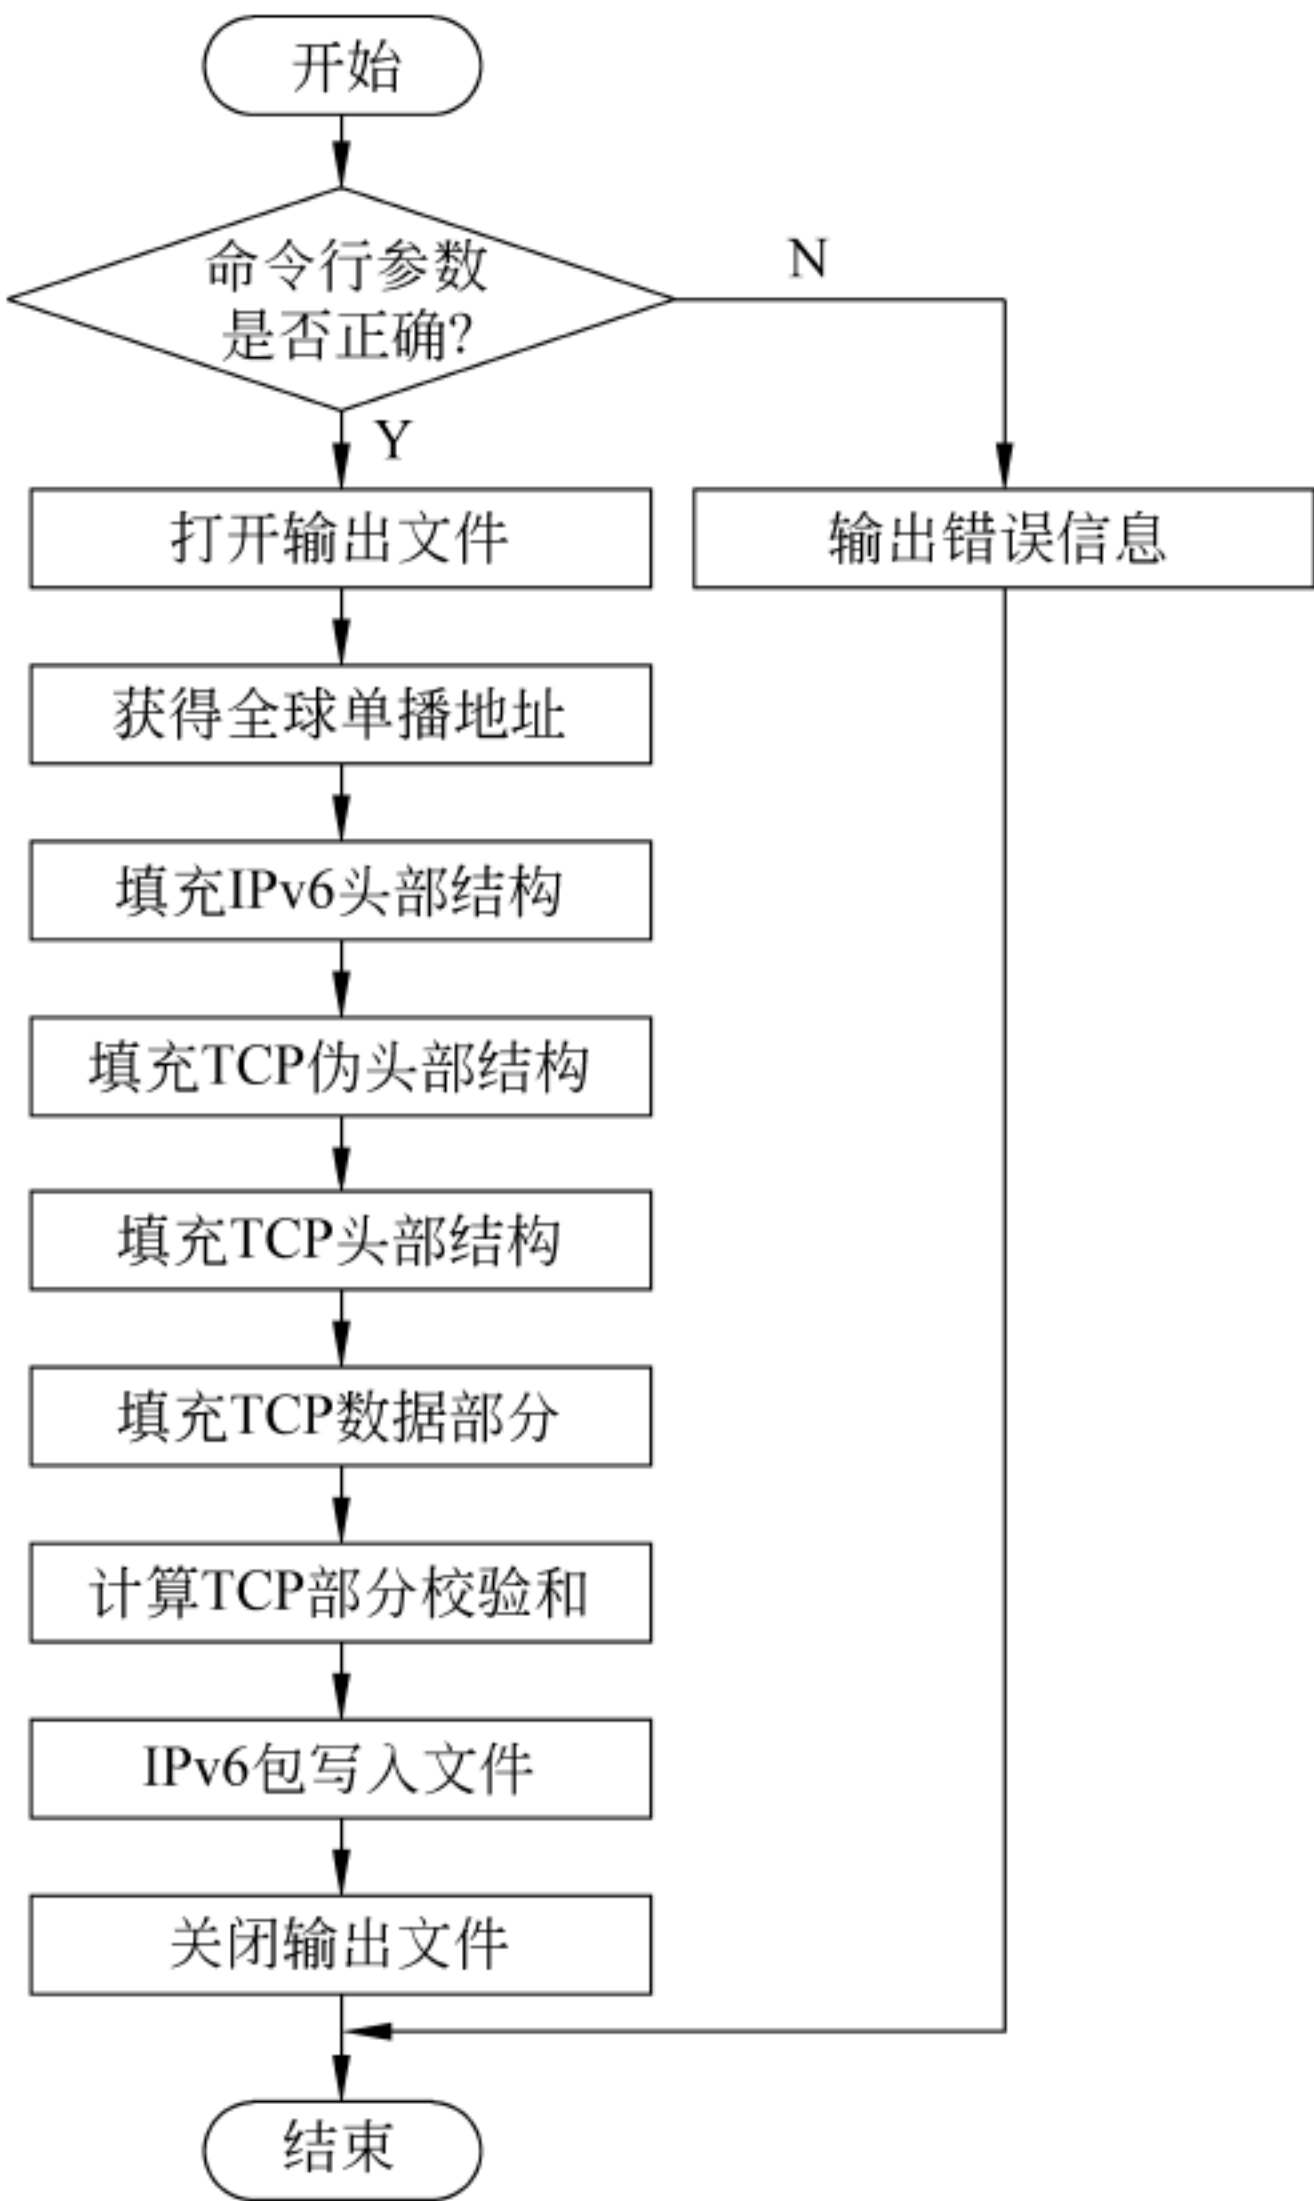 开始
命令行参数
是否正确?
N
Y
打开输出文件
输出错误信息
获得全球单播地址
填充IPv6头部结构
填充TCP伪头部结构
填充TCP头部结构
填充TCP数据部分
计算TCP部分校验和
IPv6包写入文件
关闭输出文件
结束